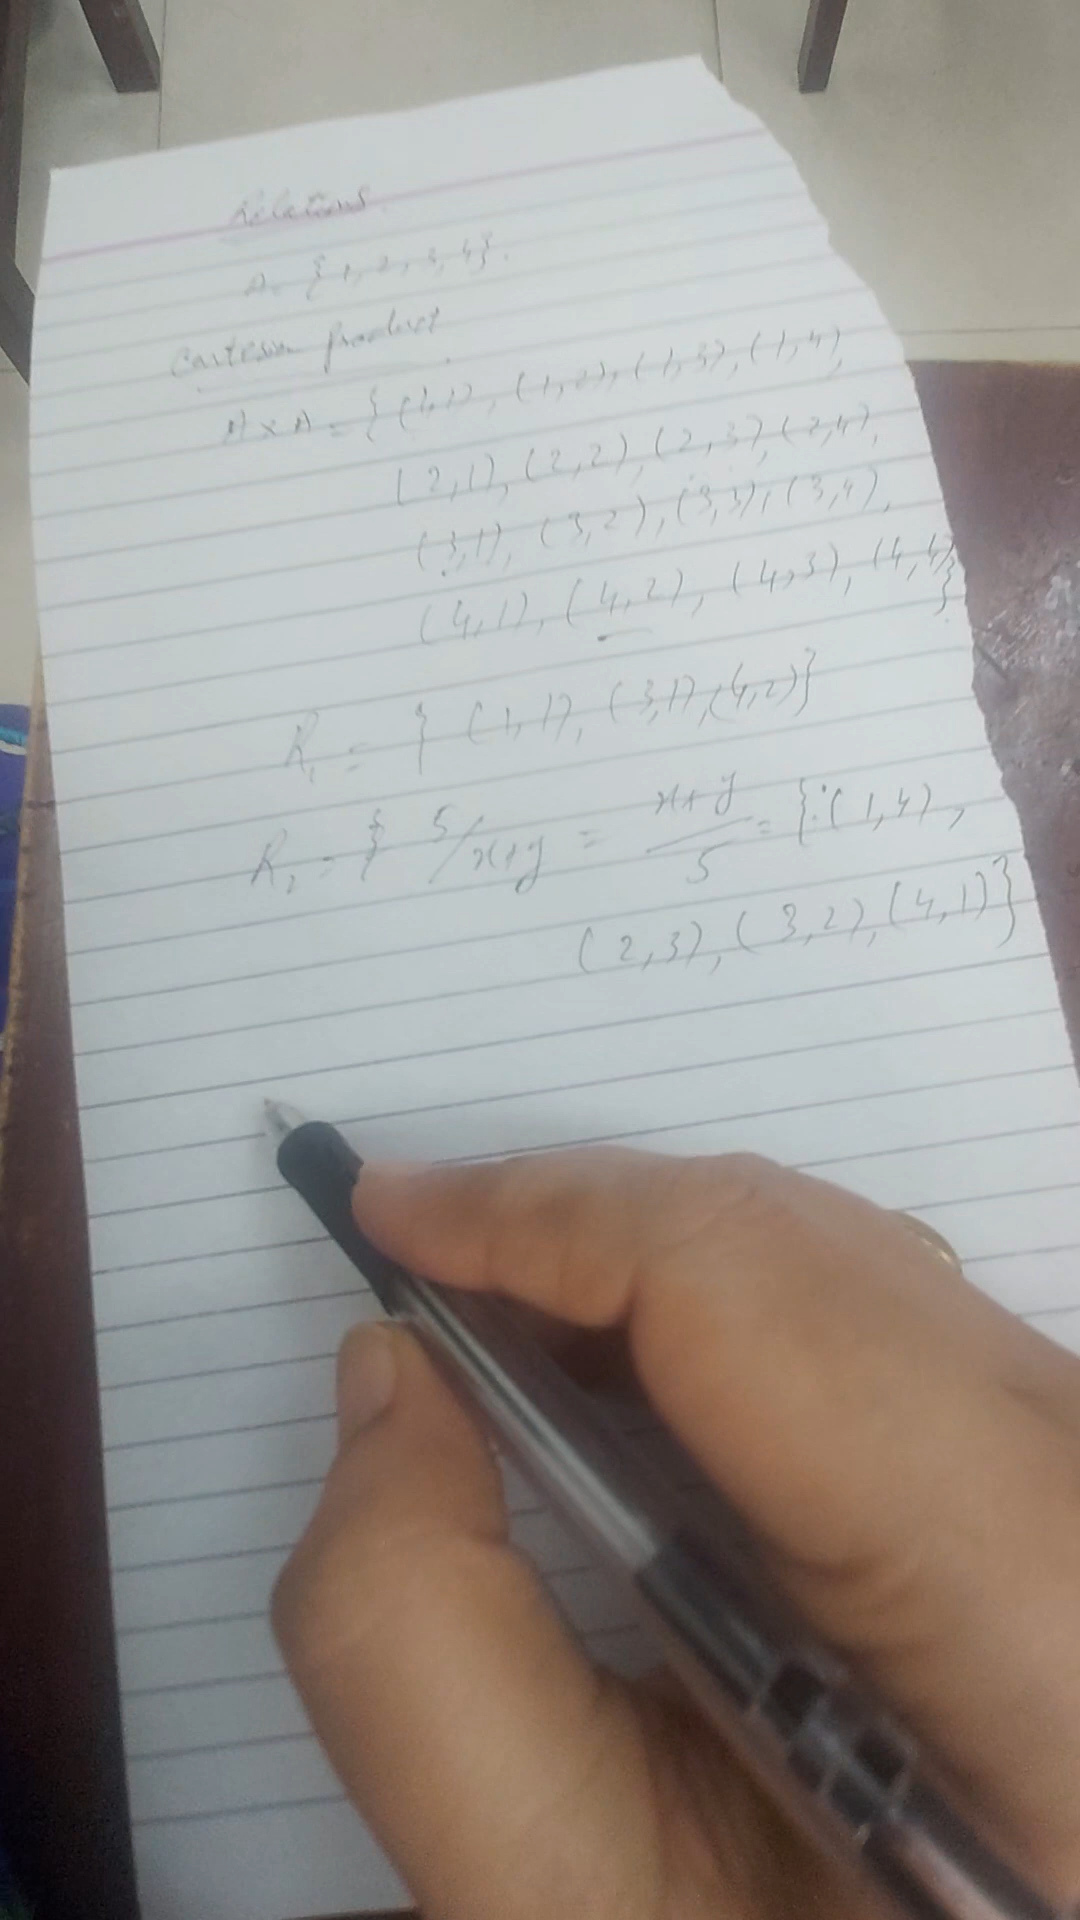 Relations.
A = {1, 2, 3, 4}.
Cartesian product
A × A = { (1,1), (1,2), (1,3), (1,4),
(2,1), (2,2), (2,3), (2,4),
(3,1), (3,2), (3,3), (3,4),
(4,1), (4,2), (4,3), (4,4)}
R₁ = { (1,1), (3,1), (4,2)}
R₂ = { 5/x+y = x+y/5 = {(1,4),
(2,3), (3,2), (4,1)}